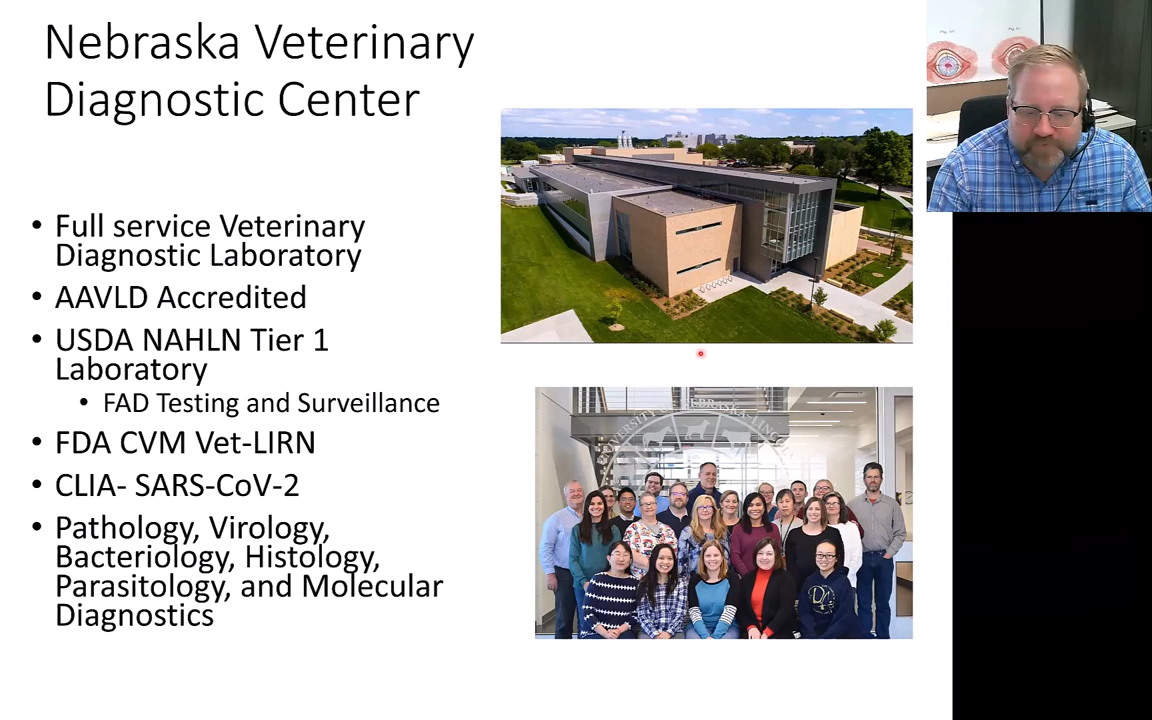 Nebraska Veterinary
Diagnostic Center
• Full service Veterinary
Diagnostic Laboratory
• AAVLD Accredited
• USDA NAHLN Tier 1
Laboratory
• FAD Testing and Surveillance
• FDA CVM Vet-LIRN
• CLIA- SARS-CoV-2
• Pathology, Virology,
Bacteriology, Histology,
Parasitology, and Molecular
Diagnostics